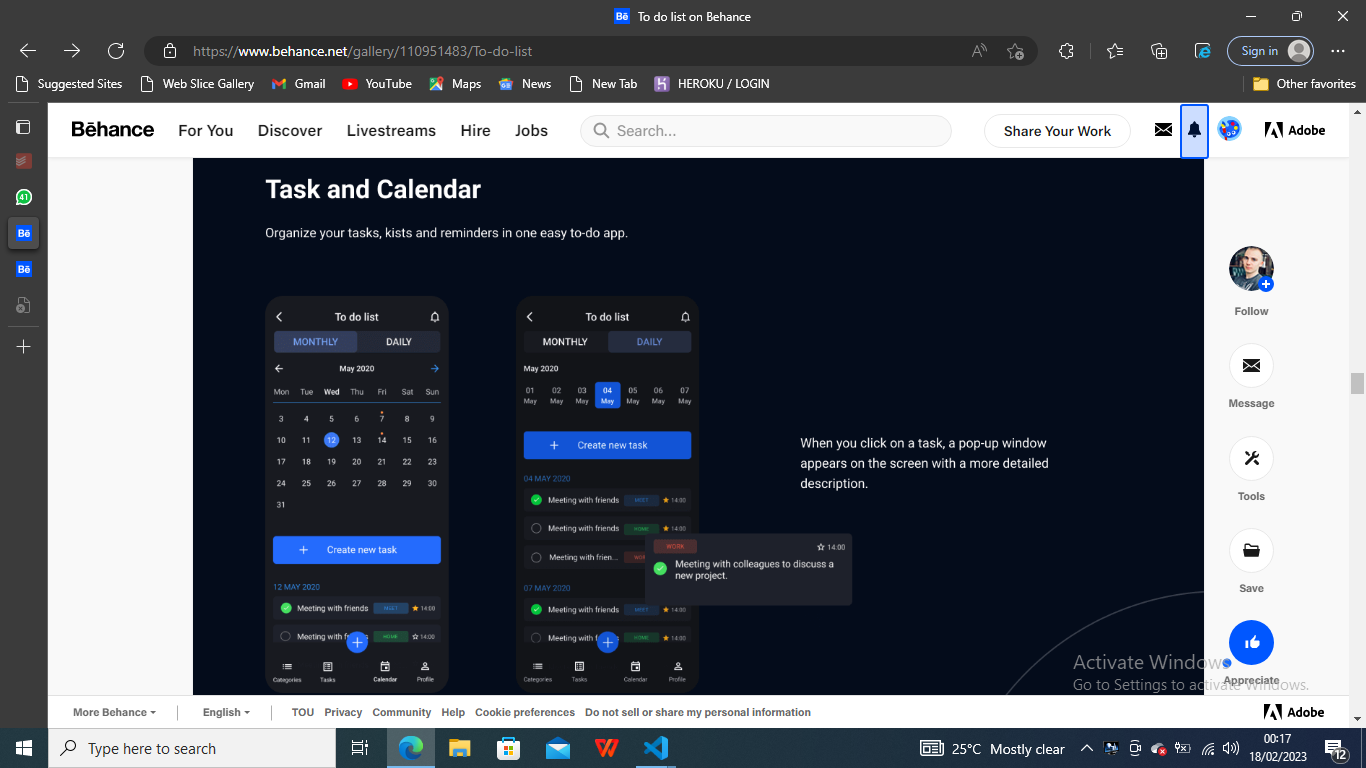 To do list on Behance
https://www.behance.net/gallery/110951483/To-do-list
Sign in
Suggested Sites
Web Slice Gallery
Gmail
YouTube
Maps
News
New Tab
HEROKU / LOGIN
Other favorites
41
Bē
Bē
Bēhance
For You
Discover
Livestreams
Hire
Jobs
Search...
Share Your Work
Adobe
Task and Calendar
Organize your tasks, kists and reminders in one easy to-do app.
To do list
MONTHLY DAILY
May 2020
Mon Tue Wed Thu Fri Sat Sun
3 4 5 6 7 8 9
10 11 12 13 14 15 16
17 18 19 20 21 22 23
24 25 26 27 28 29 30
31
+ Create new task
12 MAY 2020
Meeting with friends MEET 14:00
Meeting with fr HOME 14:00
+
Categories Tasks Calendar Profile
To do list
MONTHLY DAILY
May 2020
01 02 03 04 05 06 07
May May May May May May May
+ Create new task
04 MAY 2020
Meeting with friends MEET 14:00
Meeting with friends HOME 14:00
Meeting with frien...
WORK 14:00
Meeting with colleagues to discuss a
new project.
07 MAY 2020
Meeting with friends MEET 14:00
Meeting with f HOME 14:00
+
Categories Tasks Calendar Profile
When you click on a task, a pop-up window
appears on the screen with a more detailed
description.
Follow
Message
Tools
Save
Appreciate
Activate Windows
Go to Settings to activate Windows.
More Behance
English
TOU Privacy Community Help Cookie preferences Do not sell or share my personal information
Adobe
Type here to search
25°C Mostly clear
00:17
18/02/2023
12